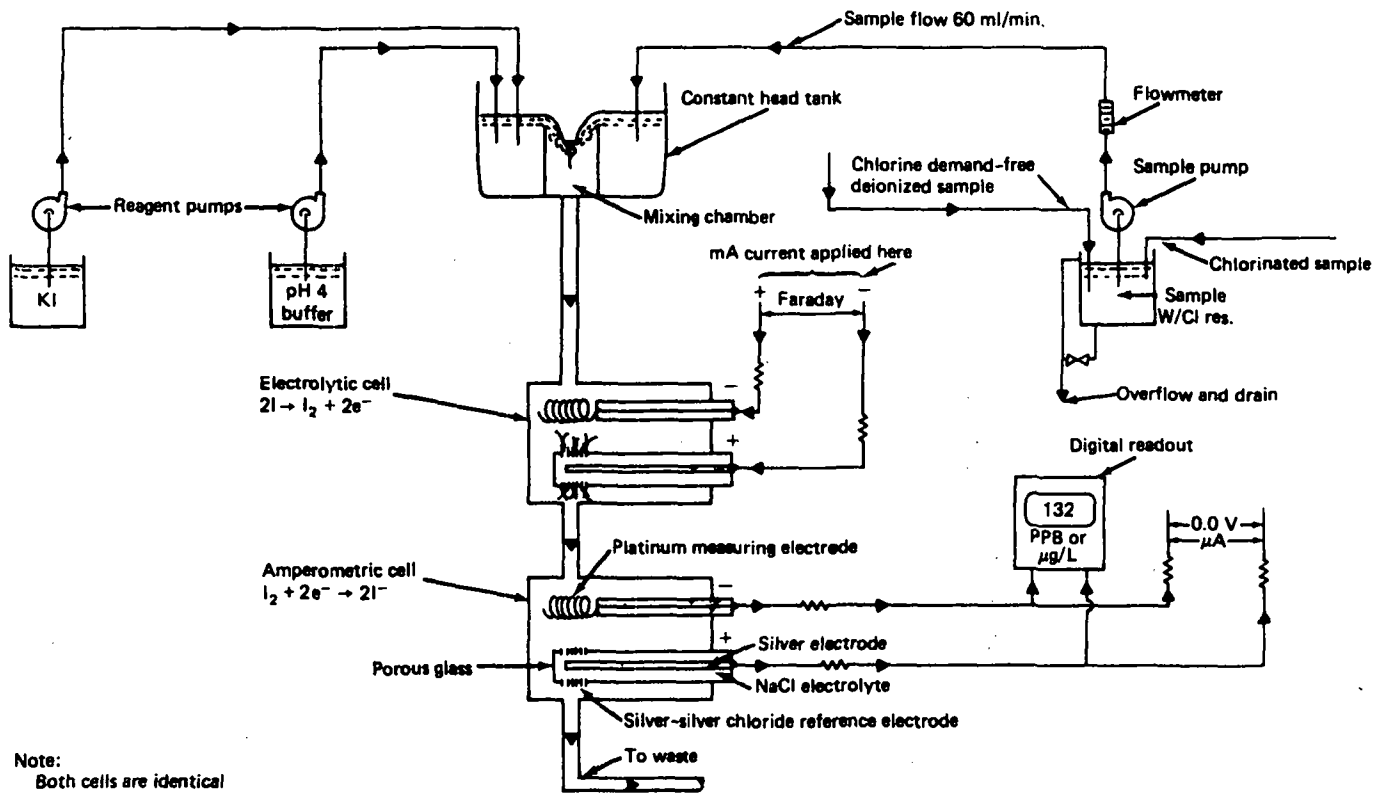 Sample flow 60 ml/min.
Constant head tank
Flowmeter
Chlorine demand-free
deionized sample
Sample pump
Reagent pumps
Mixing chamber
mA current applied here
Chlorinated sample
KI
pH 4
buffer
+
−
Faraday
Sample
W/Cl res.
Electrolytic cell
2I → I₂ + 2e⁻
−
+
Overflow and drain
Digital readout
132
PPB or
µg/L
0.0 V
µA
Platinum measuring electrode
Amperometric cell
I₂ + 2e⁻ → 2I⁻
−
+
Silver electrode
Porous glass
NaCl electrolyte
Silver-silver chloride reference electrode
To waste
Note:
Both cells are identical